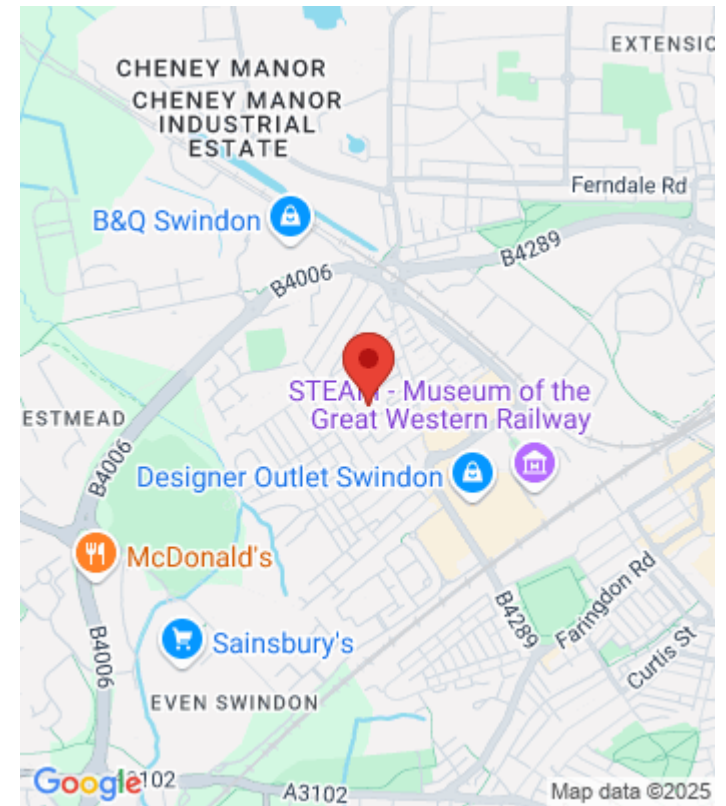 EXTENSIO
CHENEY MANOR
CHENEY MANOR
INDUSTRIAL
ESTATE
Ferndale Rd
B&Q Swindon
B4289
B4006
STEAM - Museum of the
Great Western Railway
ESTMEAD
B4006
Designer Outlet Swindon
McDonald's
B4289
Faringdon Rd
Curtis St
B4006
Sainsbury's
EVEN SWINDON
Google
A3102
A3102
Map data ©2025